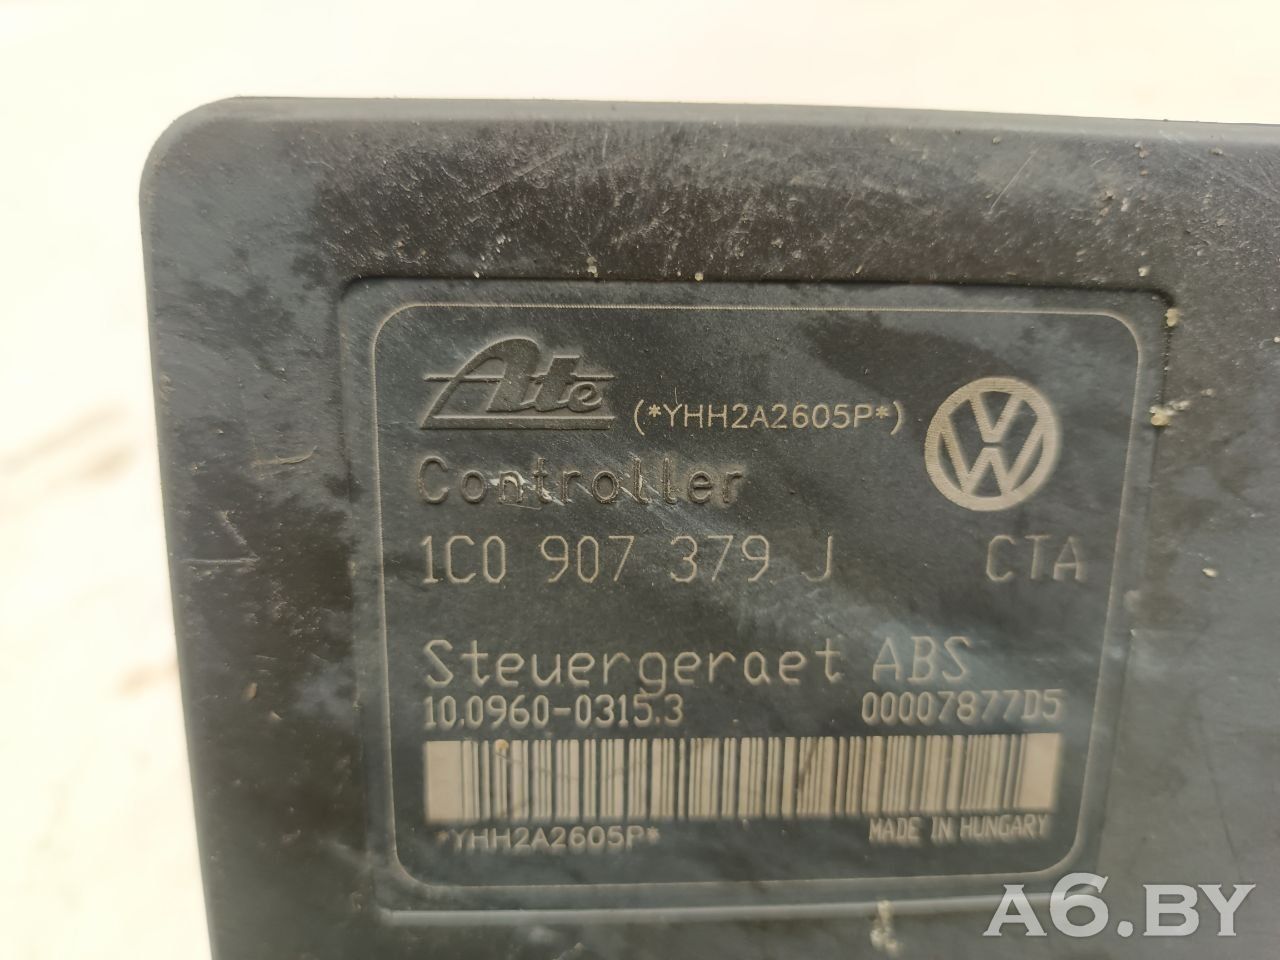 Ate (*YHH2A2605P*)
Controller
1C0 907 379 J CTA
Steuergeraet ABS
10.0960-0315.3 00007877D5
*YHH2A2605P* MADE IN HUNGARY
A6.BY